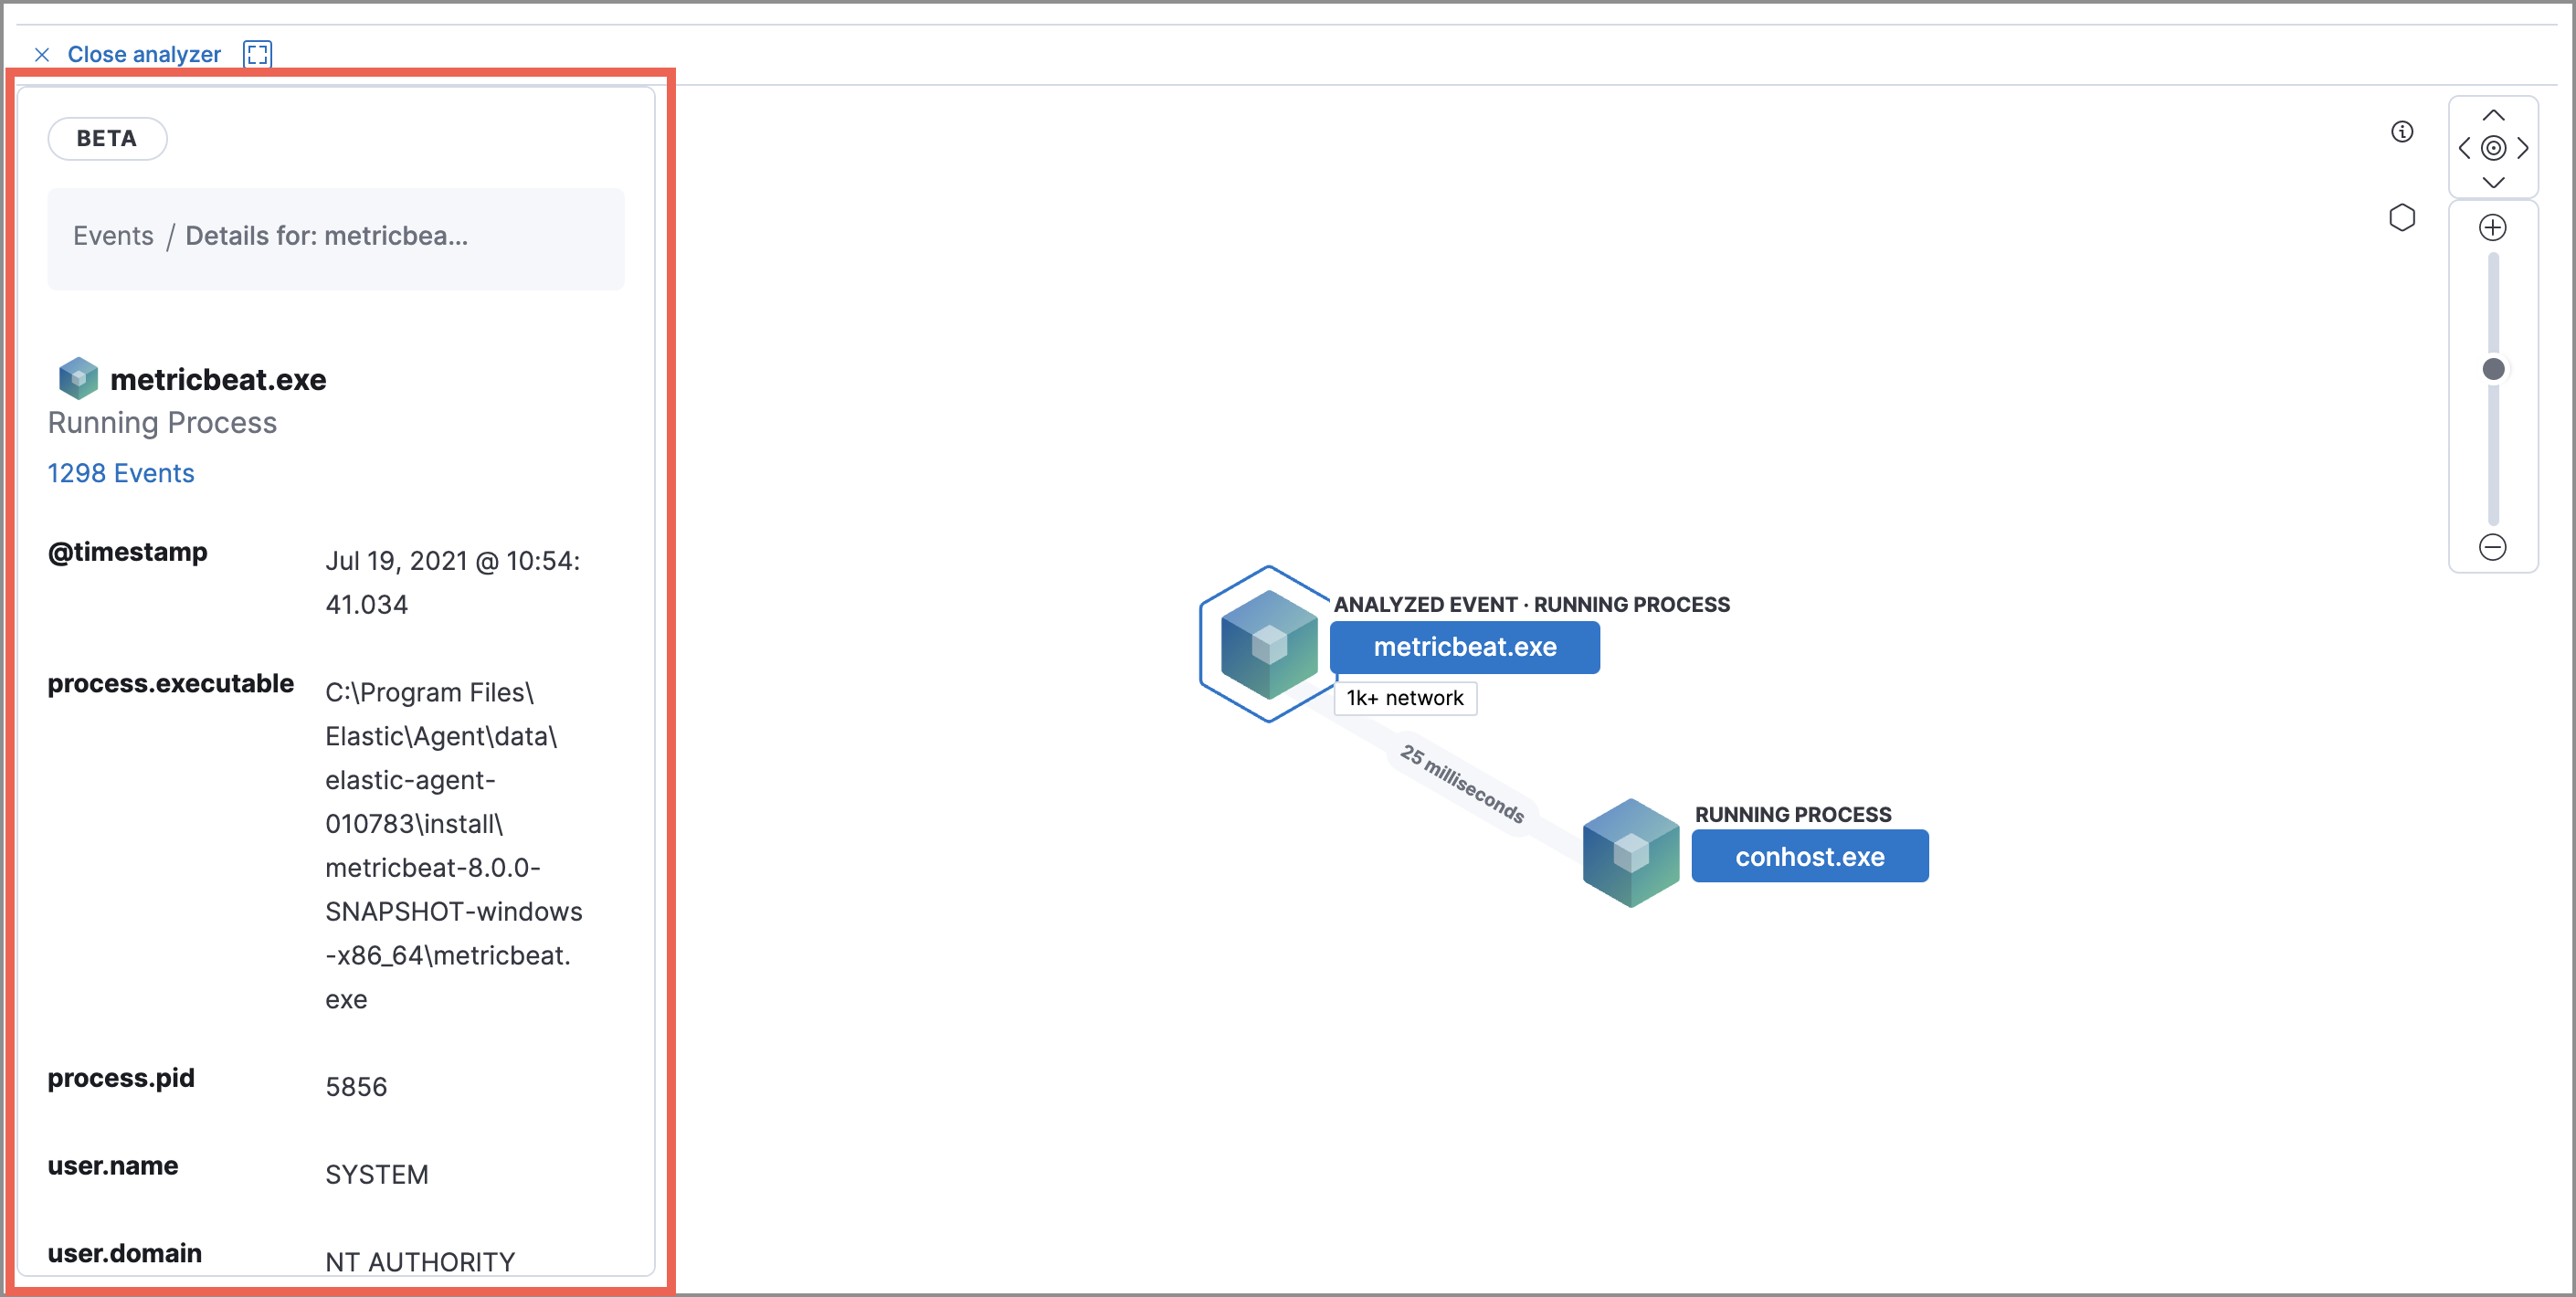 Close analyzer
BETA
Events / Details for: metricbea...
metricbeat.exe
Running Process
1298 Events
@timestamp
Jul 19, 2021 @ 10:54:
41.034
process.executable
C:\Program Files\
Elastic\Agent\data\
elastic-agent-
010783\install\
metricbeat-8.0.0-
SNAPSHOT-windows
-x86_64\metricbeat.
exe
process.pid
5856
user.name
SYSTEM
user.domain
NT AUTHORITY
ANALYZED EVENT · RUNNING PROCESS
metricbeat.exe
1k+ network
25 milliseconds
RUNNING PROCESS
conhost.exe